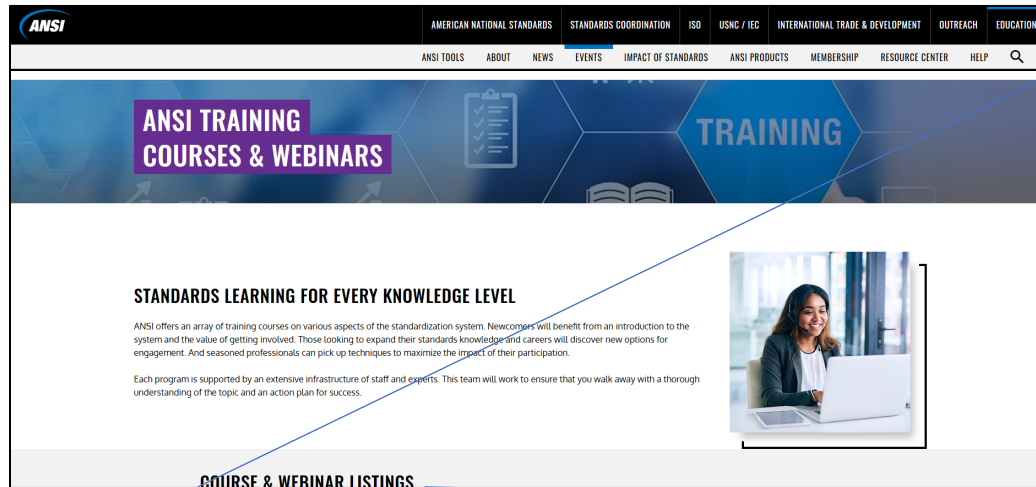 ANSI
AMERICAN NATIONAL STANDARDS STANDARDS COORDINATION ISO USNC / IEC INTERNATIONAL TRADE & DEVELOPMENT OUTREACH EDUCATION
ANSI TOOLS ABOUT NEWS EVENTS IMPACT OF STANDARDS ANSI PRODUCTS MEMBERSHIP RESOURCE CENTER HELP
ANSI TRAINING
COURSES & WEBINARS
TRAINING
STANDARDS LEARNING FOR EVERY KNOWLEDGE LEVEL
ANSI offers an array of training courses on various aspects of the standardization system. Newcomers will benefit from an introduction to the
system and the value of getting involved. Those looking to expand their standards knowledge and careers will discover new options for
engagement. And seasoned professionals can pick up techniques to maximize the impact of their participation.
Each program is supported by an extensive infrastructure of staff and experts. This team will work to ensure that you walk away with a thorough
understanding of the topic and an action plan for success.
COURSE & WEBINAR LISTINGS